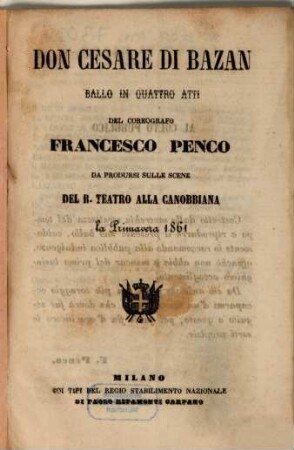 DON CESARE DI BAZAN
BALLO IN QUATTRO ATTI
DEL COREOGRAFO
FRANCESCO PENCO
DA PRODURSI SULLE SCENE
DEL R. TEATRO ALLA CANOBBIANA
la Primavera 1861
MILANO
COI TIPI DEL REGIO STABILIMENTO NAZIONALE
DI PAOLO RIPAMONTI CARPANO